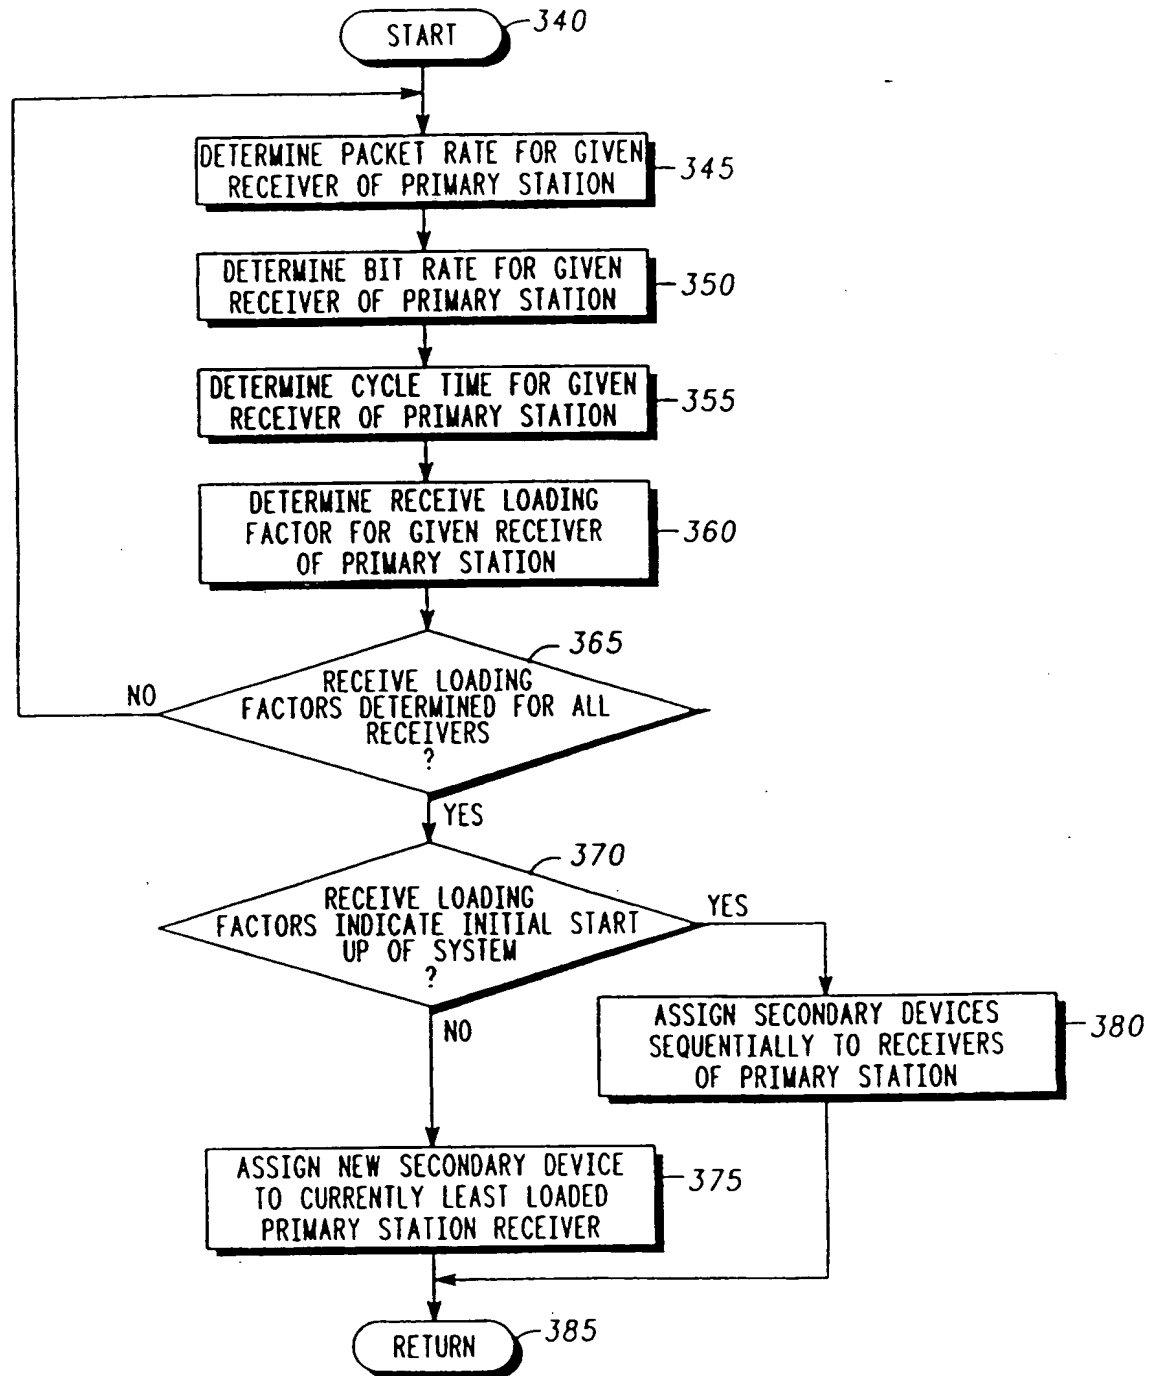 START
340
DETERMINE PACKET RATE FOR GIVEN
RECEIVER OF PRIMARY STATION
345
DETERMINE BIT RATE FOR GIVEN
RECEIVER OF PRIMARY STATION
350
DETERMINE CYCLE TIME FOR GIVEN
RECEIVER OF PRIMARY STATION
355
DETERMINE RECEIVE LOADING
FACTOR FOR GIVEN RECEIVER
OF PRIMARY STATION
360
365
RECEIVE LOADING
FACTORS DETERMINED FOR ALL
RECEIVERS
?
NO
YES
370
RECEIVE LOADING
FACTORS INDICATE INITIAL START
UP OF SYSTEM
?
YES
NO
ASSIGN SECONDARY DEVICES
SEQUENTIALLY TO RECEIVERS
OF PRIMARY STATION
380
ASSIGN NEW SECONDARY DEVICE
TO CURRENTLY LEAST LOADED
PRIMARY STATION RECEIVER
375
RETURN
385